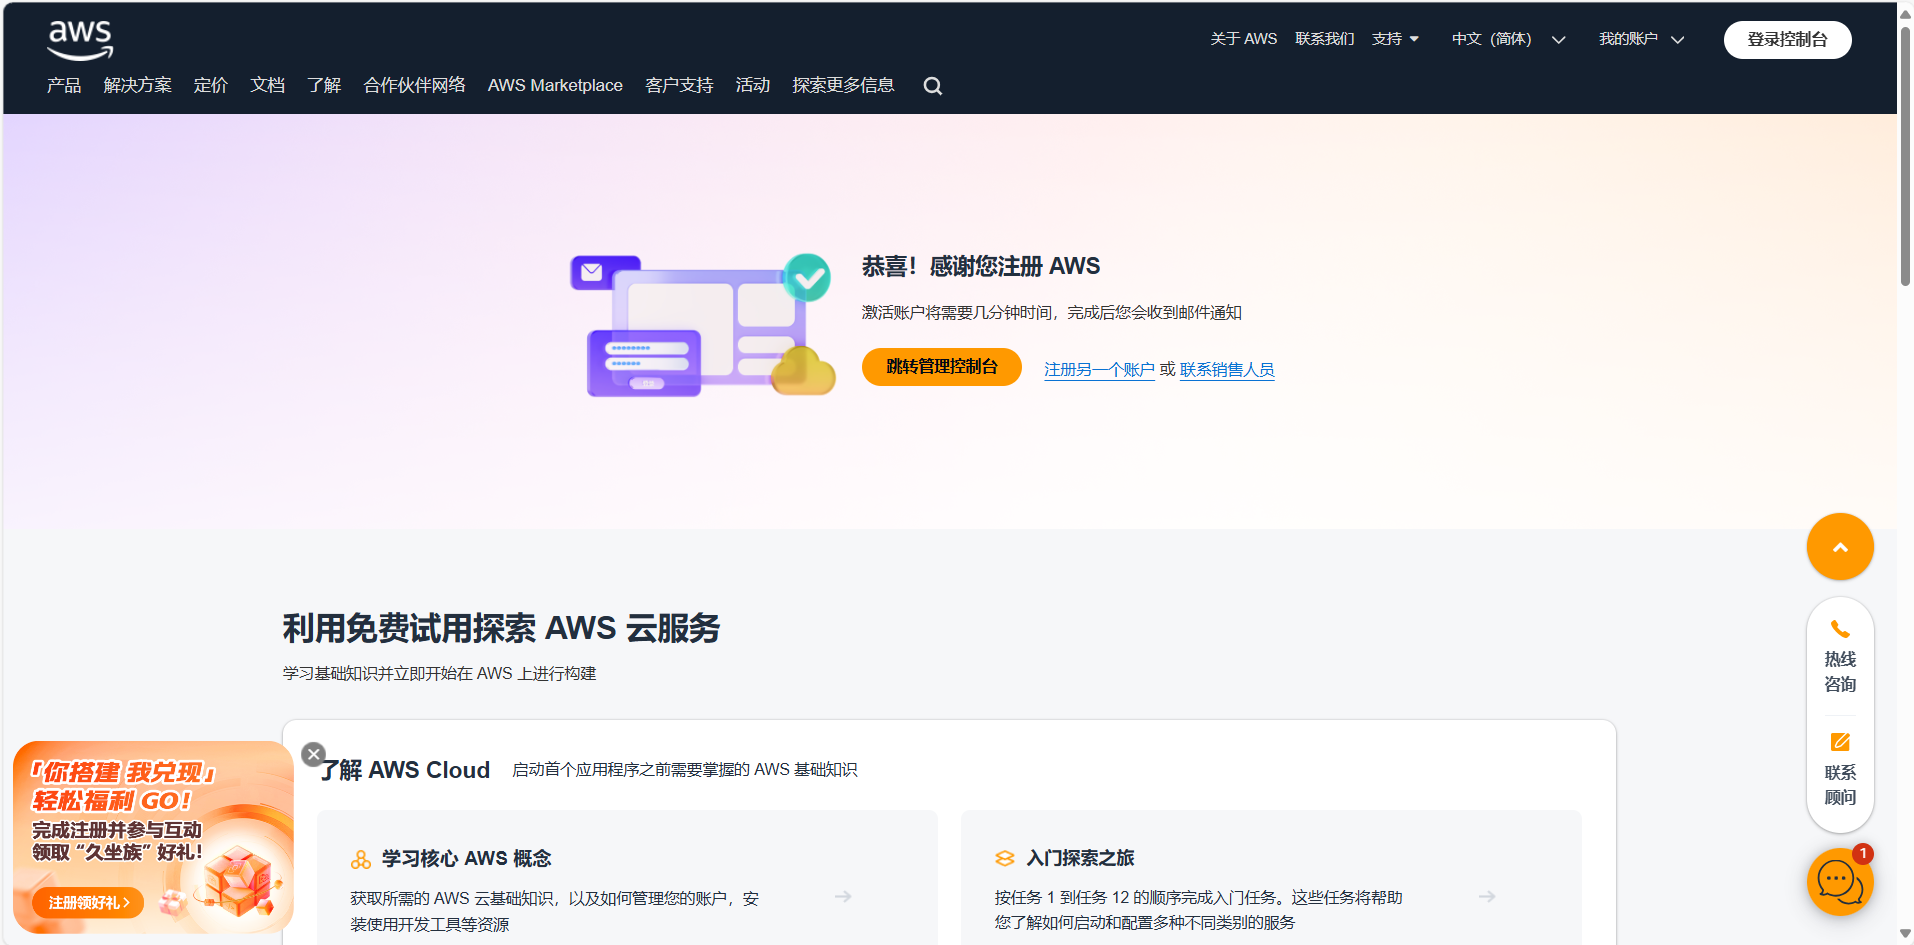 aws
关于 AWS 联系我们 支持 中文（简体） 我的账户 登录控制台
产品 解决方案 定价 文档 了解 合作伙伴网络 AWS Marketplace 客户支持 活动 探索更多信息
恭喜！感谢您注册 AWS
激活账户将需要几分钟时间，完成后您会收到邮件通知
跳转管理控制台 注册另一个账户 或 联系销售人员
利用免费试用探索 AWS 云服务
学习基础知识并立即开始在 AWS 上进行构建
了解 AWS Cloud 启动首个应用程序之前需要掌握的 AWS 基础知识
学习核心 AWS 概念
获取所需的 AWS 云基础知识，以及如何管理您的账户，安
装使用开发工具等资源
入门探索之旅
按任务 1 到任务 12 的顺序完成入门任务。这些任务将帮助
您了解如何启动和配置多种不同类别的服务
「你搭建 我兑现」
轻松福利 GO！
完成注册并参与互动
领取“久坐族”好礼！
注册领好礼
热线
咨询
联系
顾问
1